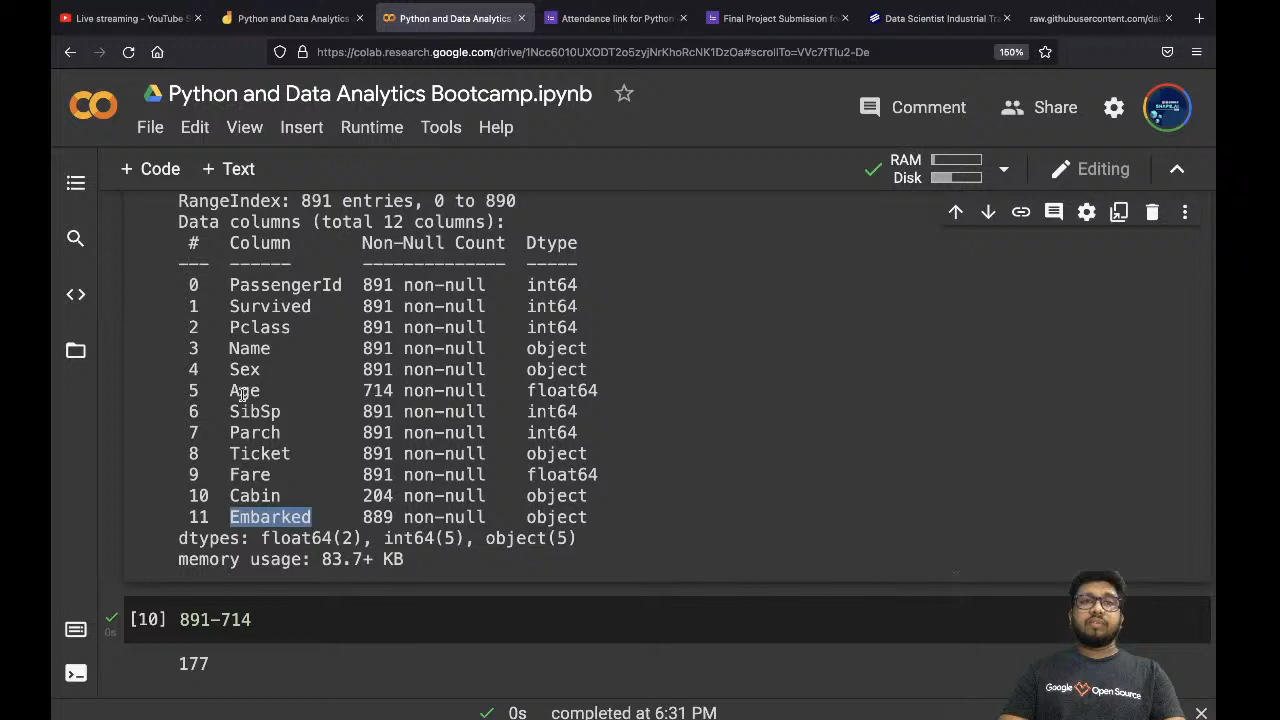 Live streaming - YouTube S
Python and Data Analytics
Python and Data Analytics
Attendance link for Python
Final Project Submission fo
Data Scientist Industrial Tra
raw.githubusercontent.com/dat
https://colab.research.google.com/drive/1Ncc6010UXODT2o5zyjNrKhoRcNK1DzOa#scrollTo=VVc7fTIu2-De
150%
Python and Data Analytics Bootcamp.ipynb
Comment
Share
File Edit View Insert Runtime Tools Help
+ Code + Text
RAM
Disk
Editing
RangeIndex: 891 entries, 0 to 890
Data columns (total 12 columns):
# Column Non-Null Count Dtype
--- ------ -------------- -----
0 PassengerId 891 non-null int64
1 Survived 891 non-null int64
2 Pclass 891 non-null int64
3 Name 891 non-null object
4 Sex 891 non-null object
5 Age 714 non-null float64
6 SibSp 891 non-null int64
7 Parch 891 non-null int64
8 Ticket 891 non-null object
9 Fare 891 non-null float64
10 Cabin 204 non-null object
11 Embarked 889 non-null object
dtypes: float64(2), int64(5), object(5)
memory usage: 83.7+ KB
0s
[10] 891-714
177
0s completed at 6:31 PM
Google Open Source